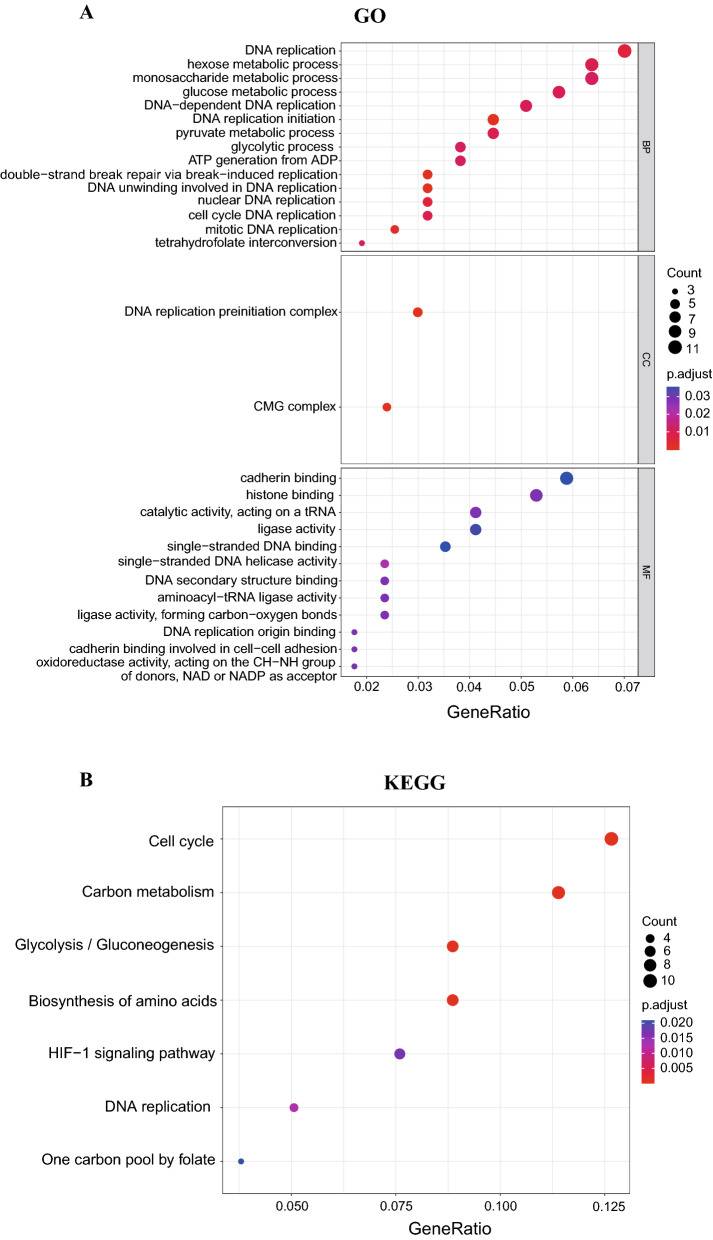 A
GO
DNA replication
hexose metabolic process
monosaccharide metabolic process
glucose metabolic process
DNA−dependent DNA replication
DNA replication initiation
pyruvate metabolic process
glycolytic process
ATP generation from ADP
double−strand break repair via break−induced replication
DNA unwinding involved in DNA replication
nuclear DNA replication
cell cycle DNA replication
mitotic DNA replication
tetrahydrofolate interconversion
BP
DNA replication preinitiation complex
CMG complex
CC
cadherin binding
histone binding
catalytic activity, acting on a tRNA
ligase activity
single−stranded DNA binding
single−stranded DNA helicase activity
DNA secondary structure binding
aminoacyl−tRNA ligase activity
ligase activity, forming carbon−oxygen bonds
DNA replication origin binding
cadherin binding involved in cell−cell adhesion
oxidoreductase activity, acting on the CH−NH group
of donors, NAD or NADP as acceptor
MF
0.02 0.03 0.04 0.05 0.06 0.07
GeneRatio
Count
3
5
7
9
11
p.adjust
0.03
0.02
0.01
B
KEGG
Cell cycle
Carbon metabolism
Glycolysis / Gluconeogenesis
Biosynthesis of amino acids
HIF−1 signaling pathway
DNA replication
One carbon pool by folate
0.050 0.075 0.100 0.125
GeneRatio
Count
4
6
8
10
p.adjust
0.020
0.015
0.010
0.005